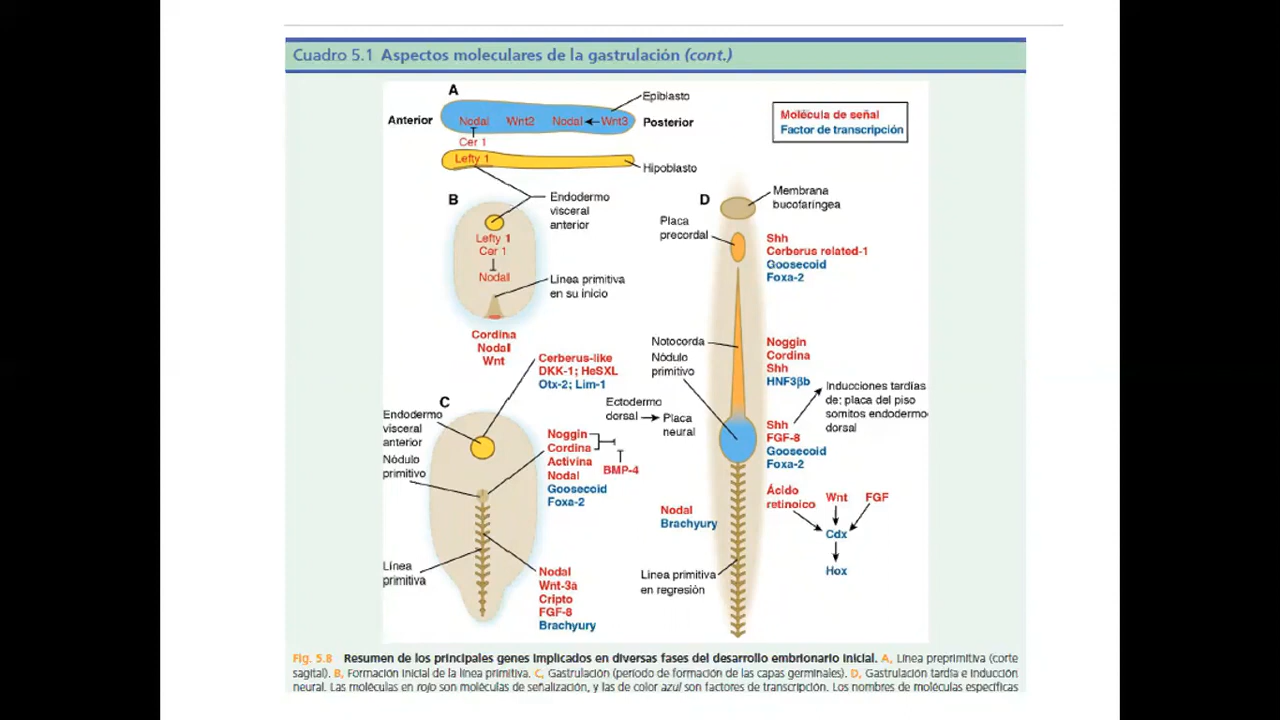 Cuadro 5.1 Aspectos moleculares de la gastrulación (cont.)
A
Epiblasto
Anterior
Nodal
Wnt2
Nodal
Wnt3
Posterior
Cer 1
Lefty 1
Hipoblasto
Molécula de señal
Factor de transcripción
B
Endodermo
visceral
anterior
Lefty 1
Cer 1
Nodal
Línea primitiva
en su inicio
Cordina
Nodal
Wnt
C
Cerberus-like
DKK-1; HeSXL
Otx-2; Lim-1
Endodermo
visceral
anterior
Nódulo
primitivo
Ectodermo
dorsal
Placa
neural
Noggin
Cordina
Activina
Nodal
Goosecoid
Foxa-2
BMP-4
Línea
primitiva
Nodal
Wnt-3a
Cripto
FGF-8
Brachyury
D
Membrana
bucofaríngea
Placa
precordal
Shh
Cerberus related-1
Goosecoid
Foxa-2
Notocorda
Nódulo
primitivo
Noggin
Cordina
Shh
HNF3βb
Inducciones tardías
de: placa del piso
somitos endodermo
dorsal
Shh
FGF-8
Goosecoid
Foxa-2
Ácido
retinoico
Wnt
FGF
Cdx
Hox
Nodal
Brachyury
Línea primitiva
en regresión
Fig. 5.8 Resumen de los principales genes implicados en diversas fases del desarrollo embrionario inicial. A, Línea preprimitiva (corte
sagital). B, Formación inicial de la línea primitiva. C, Gastrulación (período de formación de las capas germinales). D, Gastrulación tardía e inducción
neural. Las moléculas en rojo son moléculas de señalización, y las de color azul son factores de transcripción. Los nombres de moléculas específicas